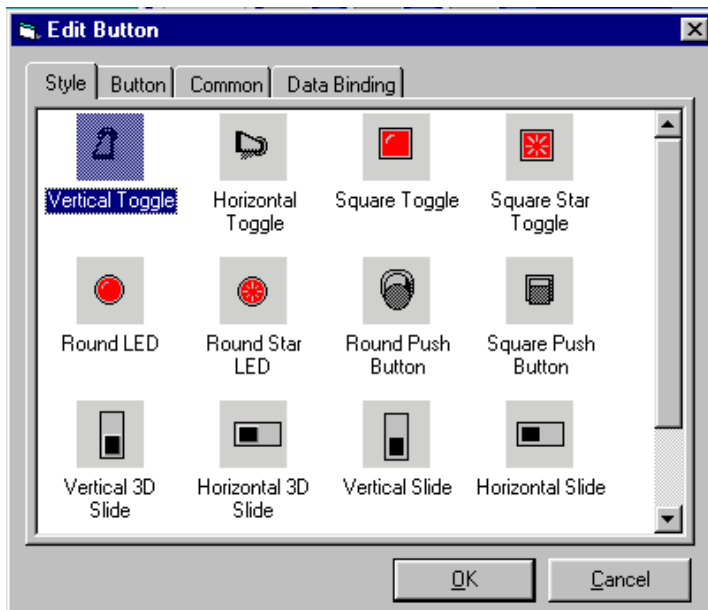 Edit Button
Style Button Common Data Binding
Vertical Toggle Horizontal Toggle Square Toggle Square Star Toggle
Round LED Round Star LED Round Push Button Square Push Button
Vertical 3D Slide Horizontal 3D Slide Vertical Slide Horizontal Slide
OK Cancel